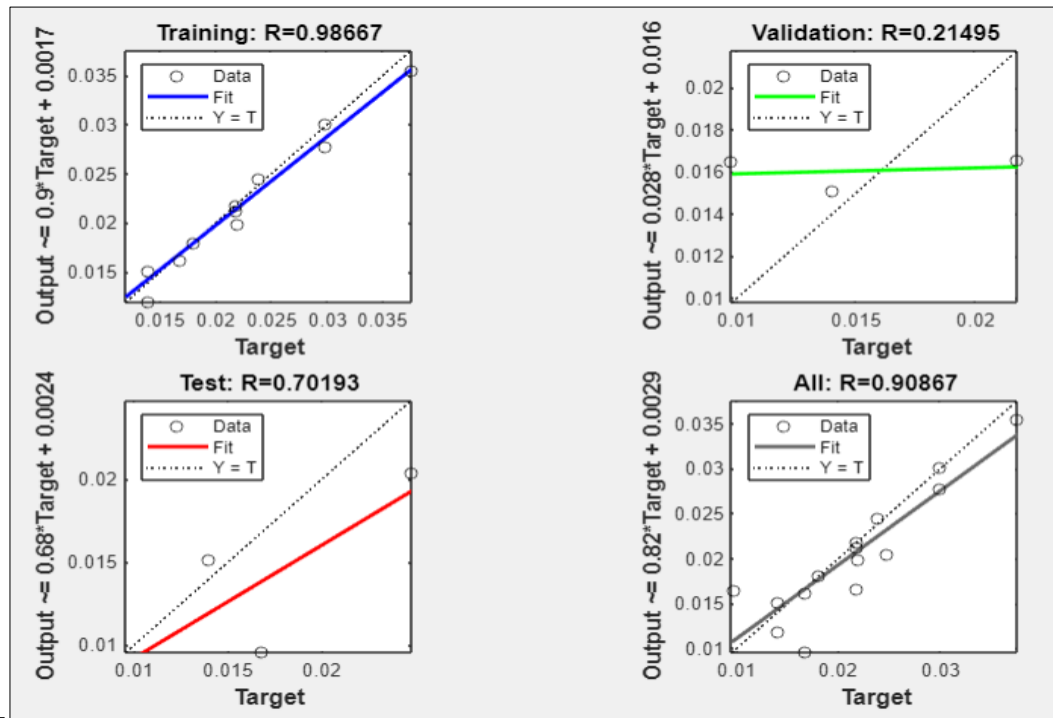 Training: R=0.98667
Output ~= 0.9*Target + 0.0017
0.035
0.03
0.025
0.02
0.015
Data
Fit
Y = T
0.015 0.02 0.025 0.03 0.035
Target
Validation: R=0.21495
Output ~= 0.028*Target + 0.016
0.02
0.018
0.016
0.014
0.012
0.01
Data
Fit
Y = T
0.01 0.015 0.02
Target
Test: R=0.70193
Output ~= 0.68*Target + 0.0024
0.02
0.015
0.01
Data
Fit
Y = T
0.01 0.015 0.02
Target
All: R=0.90867
Output ~= 0.82*Target + 0.0029
0.035
0.03
0.025
0.02
0.015
0.01
Data
Fit
Y = T
0.01 0.02 0.03
Target